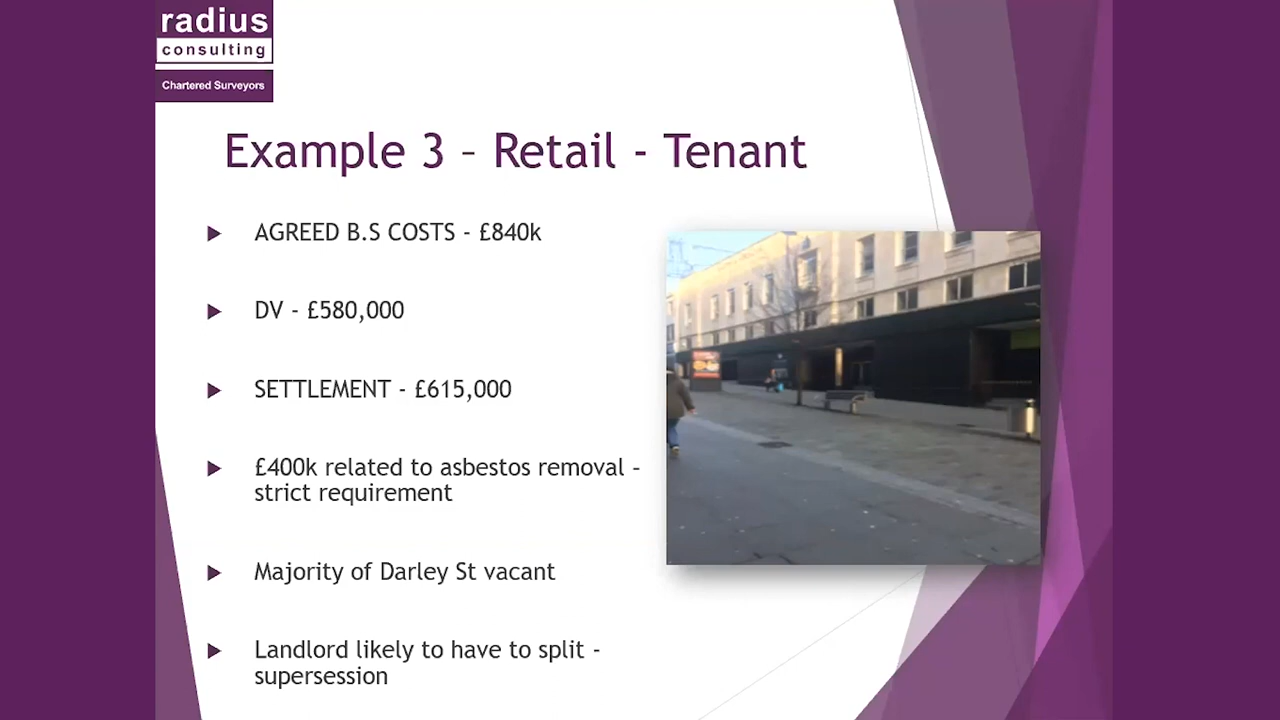 radius
consulting
Chartered Surveyors
Example 3 – Retail - Tenant
AGREED B.S COSTS - £840k
DV - £580,000
SETTLEMENT - £615,000
£400k related to asbestos removal –
strict requirement
Majority of Darley St vacant
Landlord likely to have to split -
supersession